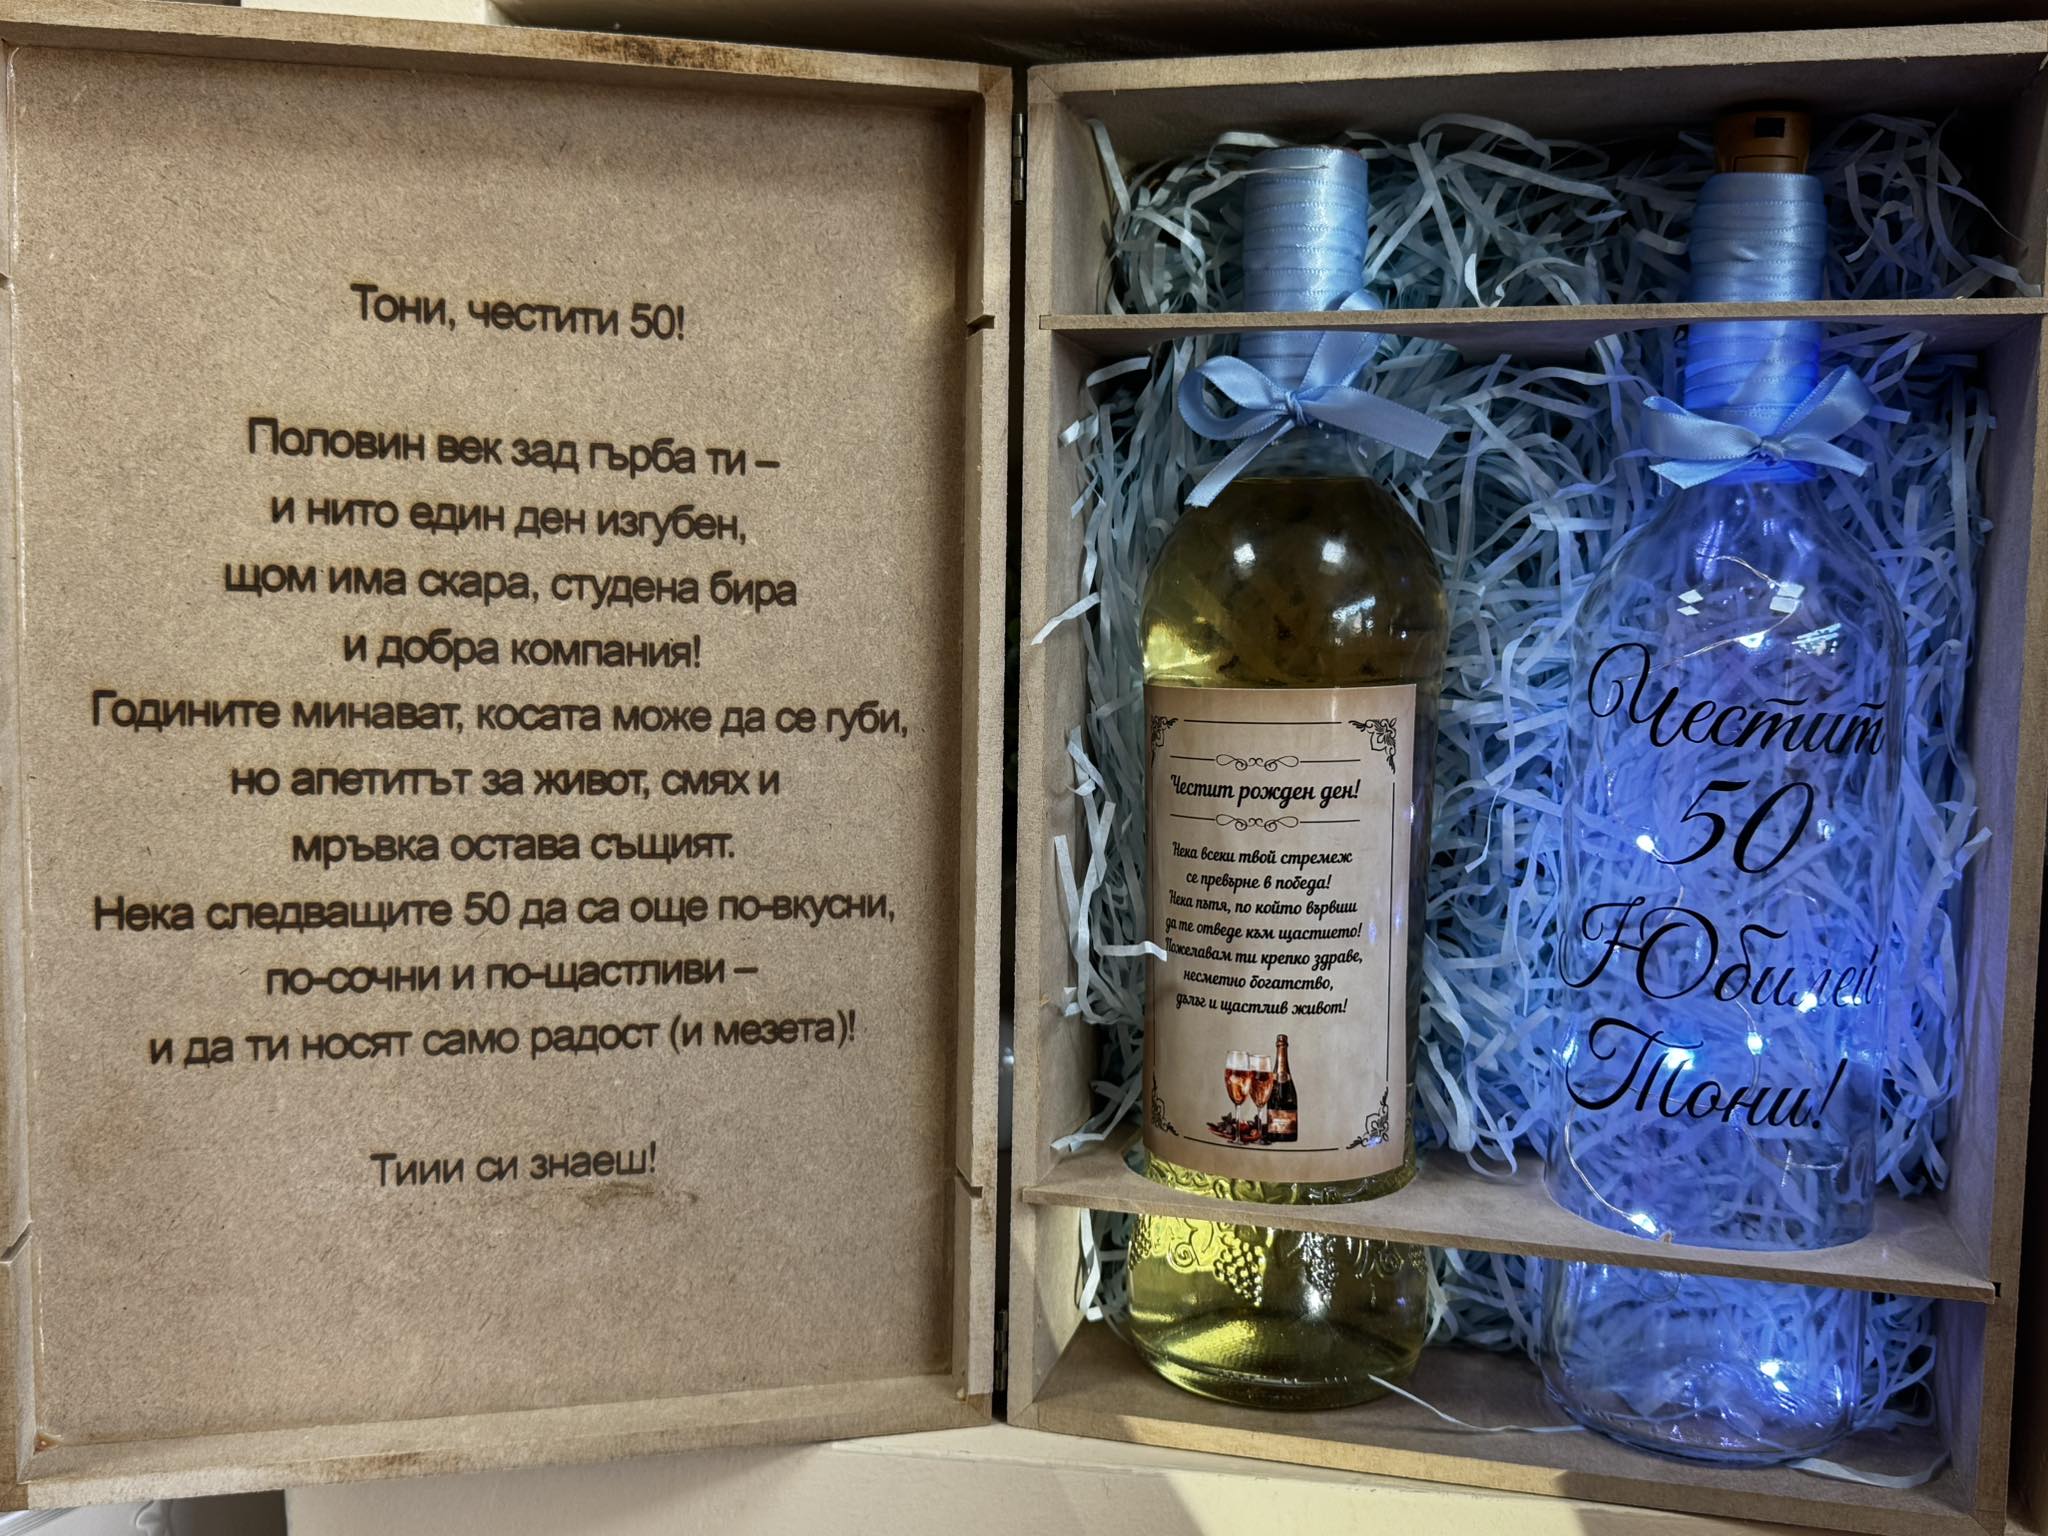 Тони, честити 50!
Половин век зад гърба ти –
и нито един ден изгубен,
щом има скара, студена бира
и добра компания!
Годините минават, косата може да се губи,
но апетитът за живот, смях и
мръвка остава същият.
Нека следващите 50 да са още по-вкусни,
по-сочни и по-щастливи –
и да ти носят само радост (и мезета)!
Тиии си знаеш!
Честит рожден ден!
Нека всеки твой стремеж
се превърне в победа!
Нека пътя, по който вървиш
да те отведе към щастието!
Пожелавам ти крепко здраве,
несметно богатство,
дълъг и щастлив живот!
Честит
50
Юбилей
Тони!